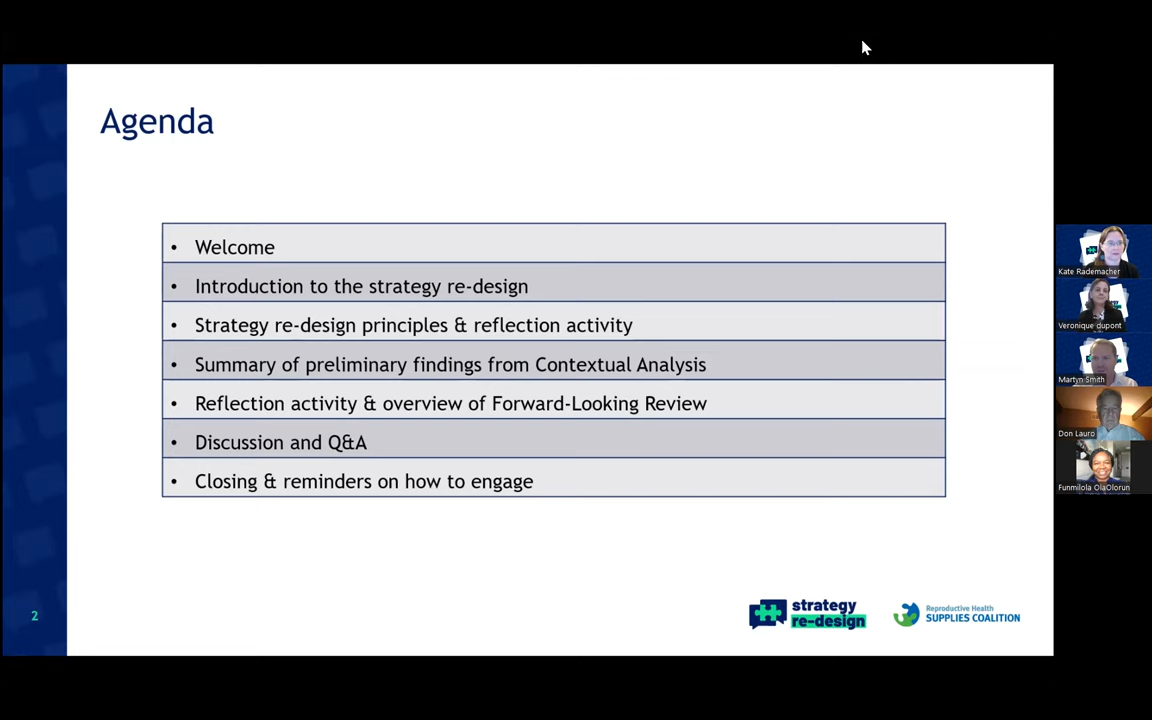 Agenda
• Welcome
• Introduction to the strategy re-design
• Strategy re-design principles & reflection activity
• Summary of preliminary findings from Contextual Analysis
• Reflection activity & overview of Forward-Looking Review
• Discussion and Q&A
• Closing & reminders on how to engage
2
strategy
re-design
Reproductive Health
SUPPLIES COALITION
Kate Rademacher
Veronique dupont
Martyn Smith
Don Lauro
Funmilola OlaOlorun